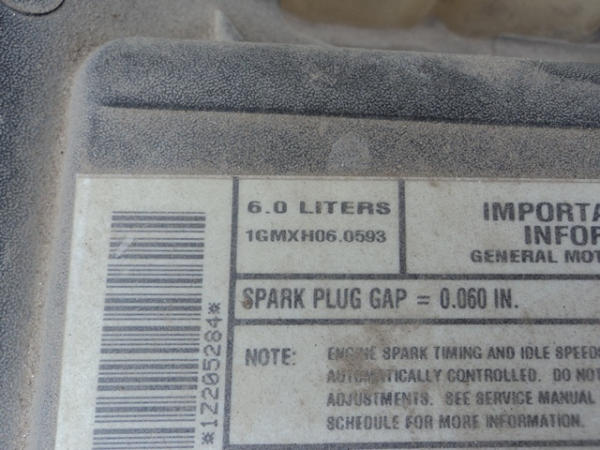 6.0 LITERS
1GMXH06.0593
IMPORTA
INFOR
GENERAL MOT
SPARK PLUG GAP = 0.060 IN.
NOTE: ENGINE SPARK TIMING AND IDLE SPEEDS
AUTOMATICALLY CONTROLLED. DO NOT
ADJUSTMENTS. SEE SERVICE MANUAL
SCHEDULE FOR MORE INFORMATION.
*1Z205284*